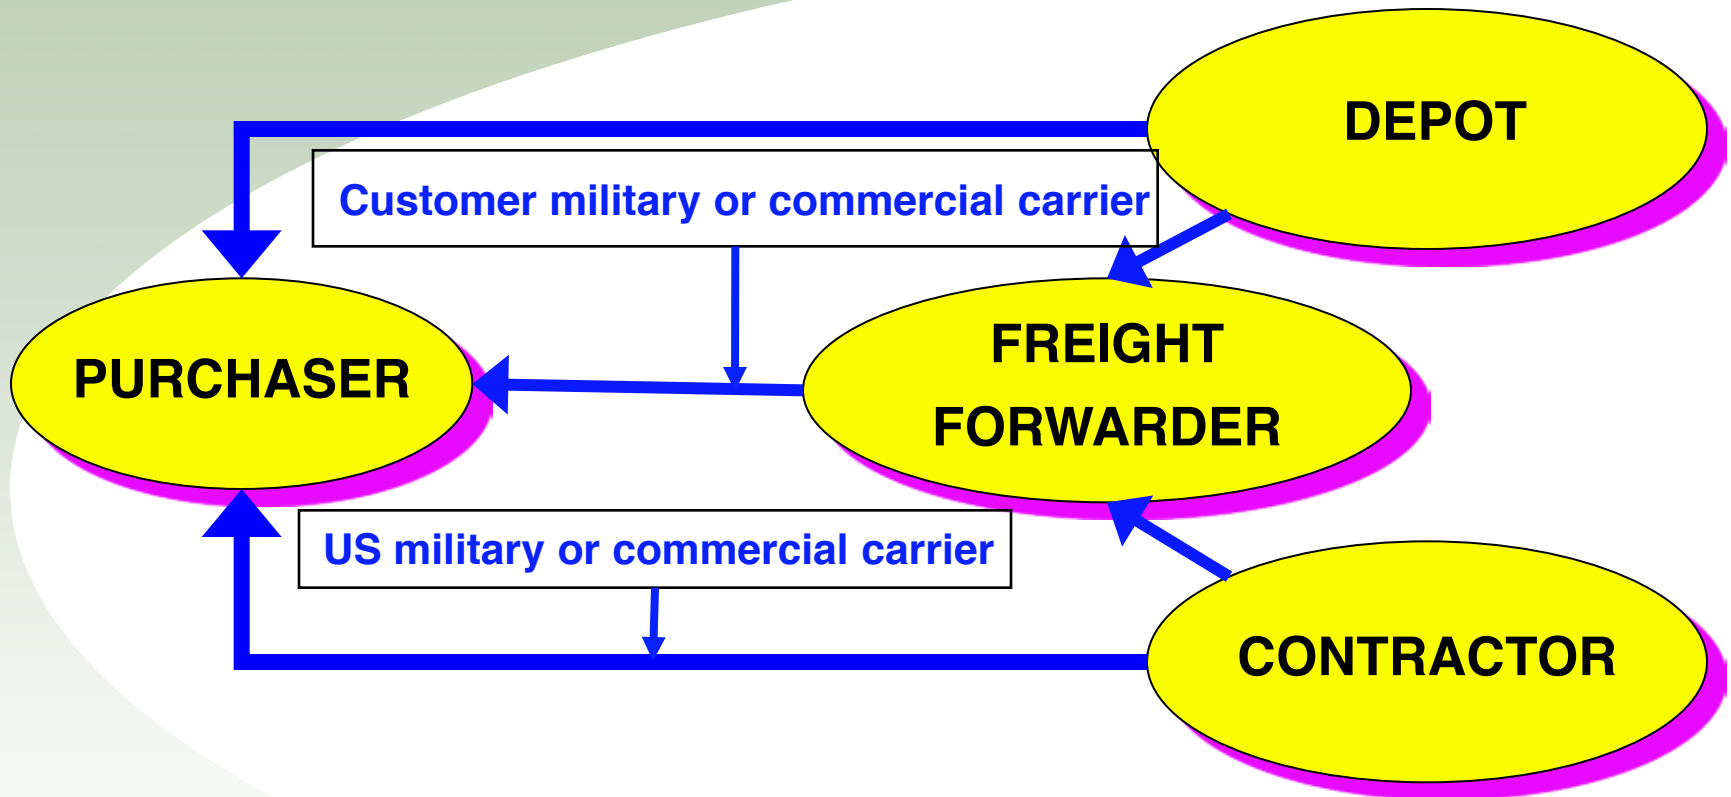 DEPOT
Customer military or commercial carrier
PURCHASER
FREIGHT
FORWARDER
US military or commercial carrier
CONTRACTOR